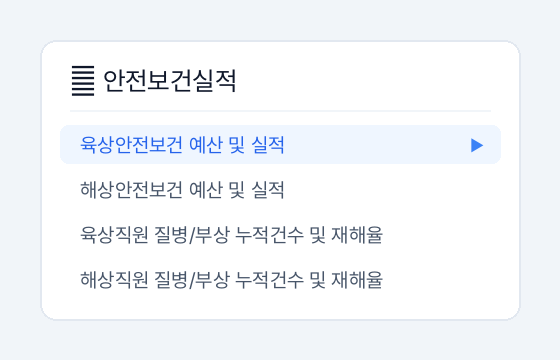 안전보건실적
육상안전보건 예산 및 실적
해상안전보건 예산 및 실적
육상직원 질병/부상 누적건수 및 재해율
해상직원 질병/부상 누적건수 및 재해율